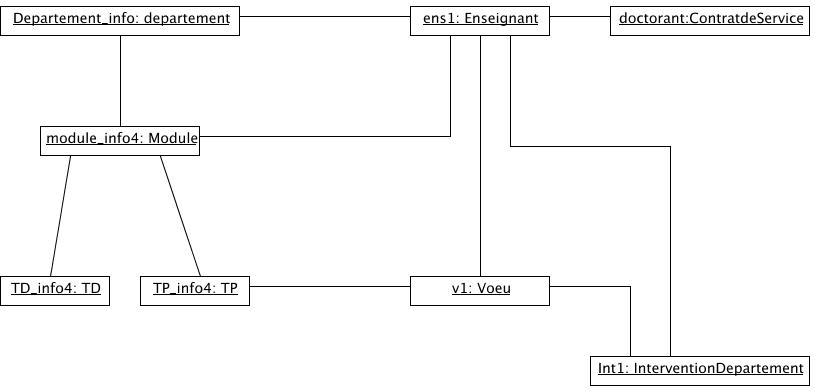 Departement_info: departement
ens1: Enseignant
doctorant:ContratdeService
module_info4: Module
TD_info4: TD
TP_info4: TP
v1: Voeu
Int1: InterventionDepartement